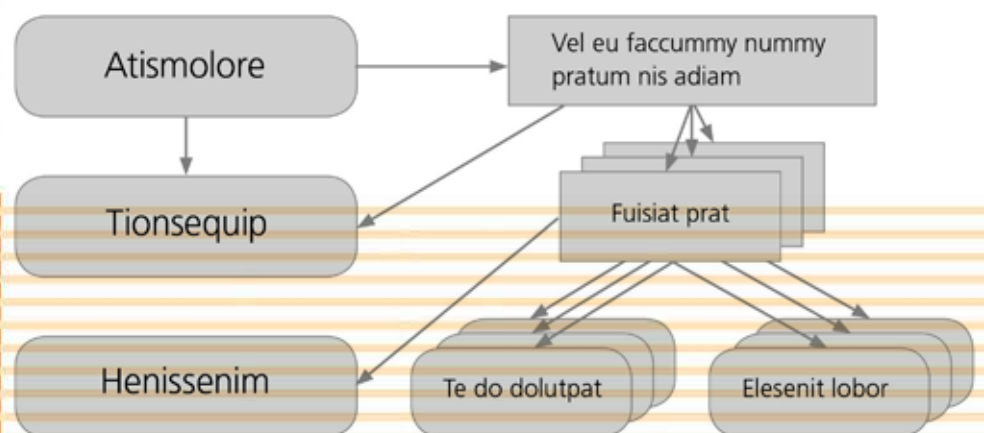 Atismolore
Vel eu faccummy nummy
pratum nis adiam
Tionsequip
Fuisiat prat
Henissenim
Te do dolutpat
Elesenit lobor